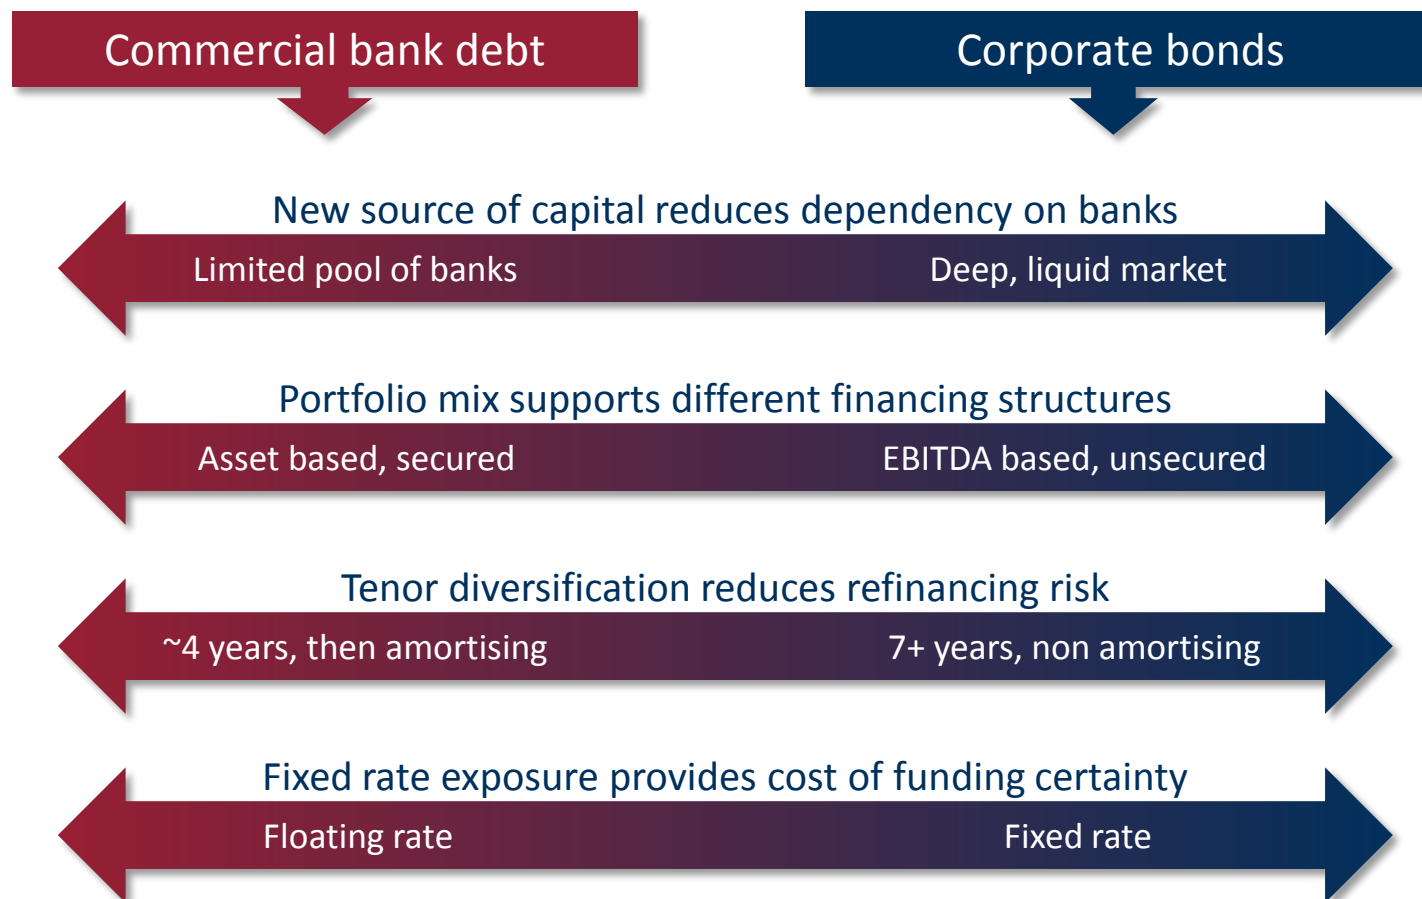 Commercial bank debt
Corporate bonds
New source of capital reduces dependency on banks
Limited pool of banks
Deep, liquid market
Portfolio mix supports different financing structures
Asset based, secured
EBITDA based, unsecured
Tenor diversification reduces refinancing risk
~4 years, then amortising
7+ years, non amortising
Fixed rate exposure provides cost of funding certainty
Floating rate
Fixed rate